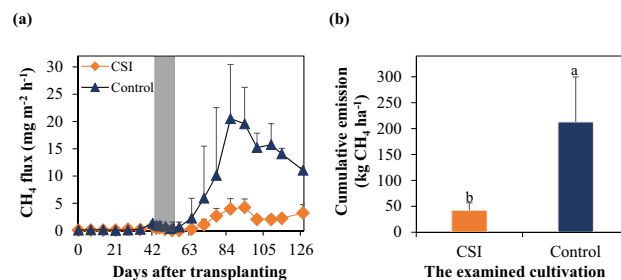 (a)
CH4 flux (mg m-2 h-1)
30
25
20
15
10
5
0
CSI
Control
0 21 42 63 84 105 126
Days after transplanting
(b)
Cumulative emission
(kg CH4 ha-1)
300
250
200
150
100
50
0
b
a
CSI Control
The examined cultivation